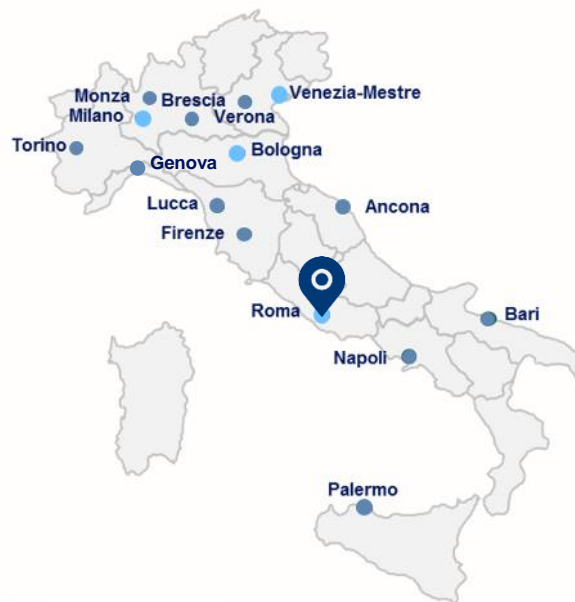 Monza
Brescia
Venezia-Mestre
Milano
Verona
Torino
Genova
Bologna
Lucca
Ancona
Firenze
Roma
Bari
Napoli
Palermo